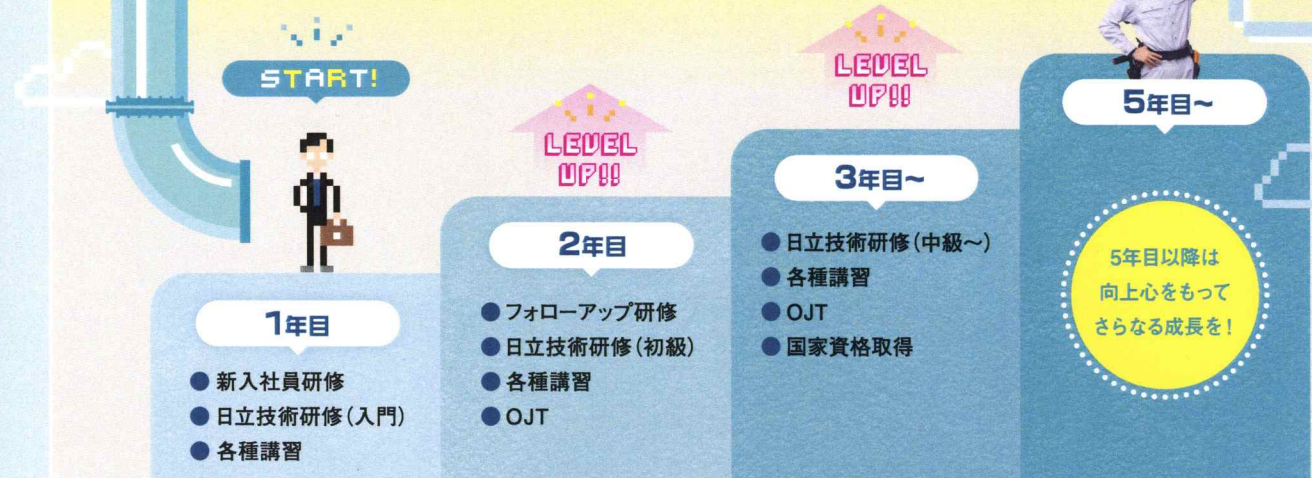 START!
1年目
● 新入社員研修
● 日立技術研修(入門)
● 各種講習
LEVEL
UP!!
2年目
● フォローアップ研修
● 日立技術研修(初級)
● 各種講習
● OJT
LEVEL
UP!!
3年目~
● 日立技術研修(中級~)
● 各種講習
● OJT
● 国家資格取得
5年目~
5年目以降は
向上心をもって
さらなる成長を!